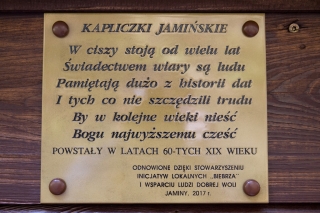 KAPLICZKI JAMIŃSKIE
W ciszy stoją od wielu lat
Świadectwem wiary są ludu
Pamiętają dużo z historii dat
I tych co nie szczędzili trudu
By w kolejne wieki nieść
Bogu najwyższemu cześć
POWSTAŁY W LATACH 60-TYCH XIX WIEKU
ODNOWIONE DZIĘKI STOWARZYSZENIU
INICJATYW LOKALNYCH „BIEBRZA"
I WSPARCIU LUDZI DOBREJ WOLI
JAMINY, 2017 r.